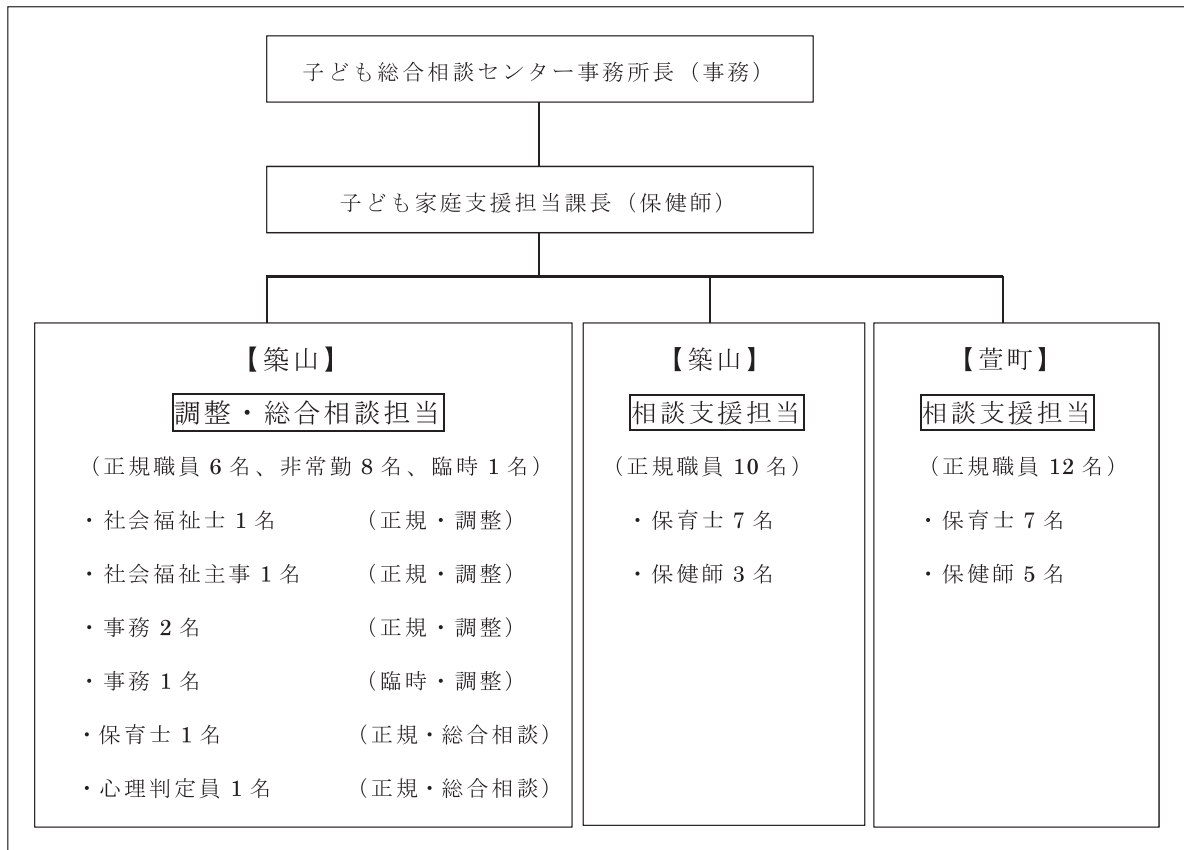 子ども総合相談センター事務所長（事務）
子ども家庭支援担当課長（保健師）
【築山】
調整・総合相談担当
（正規職員 6 名、非常勤 8 名、臨時 1 名）
・社会福祉士 1 名　（正規・調整）
・社会福祉主事 1 名　（正規・調整）
・事務 2 名　（正規・調整）
・事務 1 名　（臨時・調整）
・保育士 1 名　（正規・総合相談）
・心理判定員 1 名　（正規・総合相談）
【築山】
相談支援担当
（正規職員 10 名）
・保育士 7 名
・保健師 3 名
【萱町】
相談支援担当
（正規職員 12 名）
・保育士 7 名
・保健師 5 名